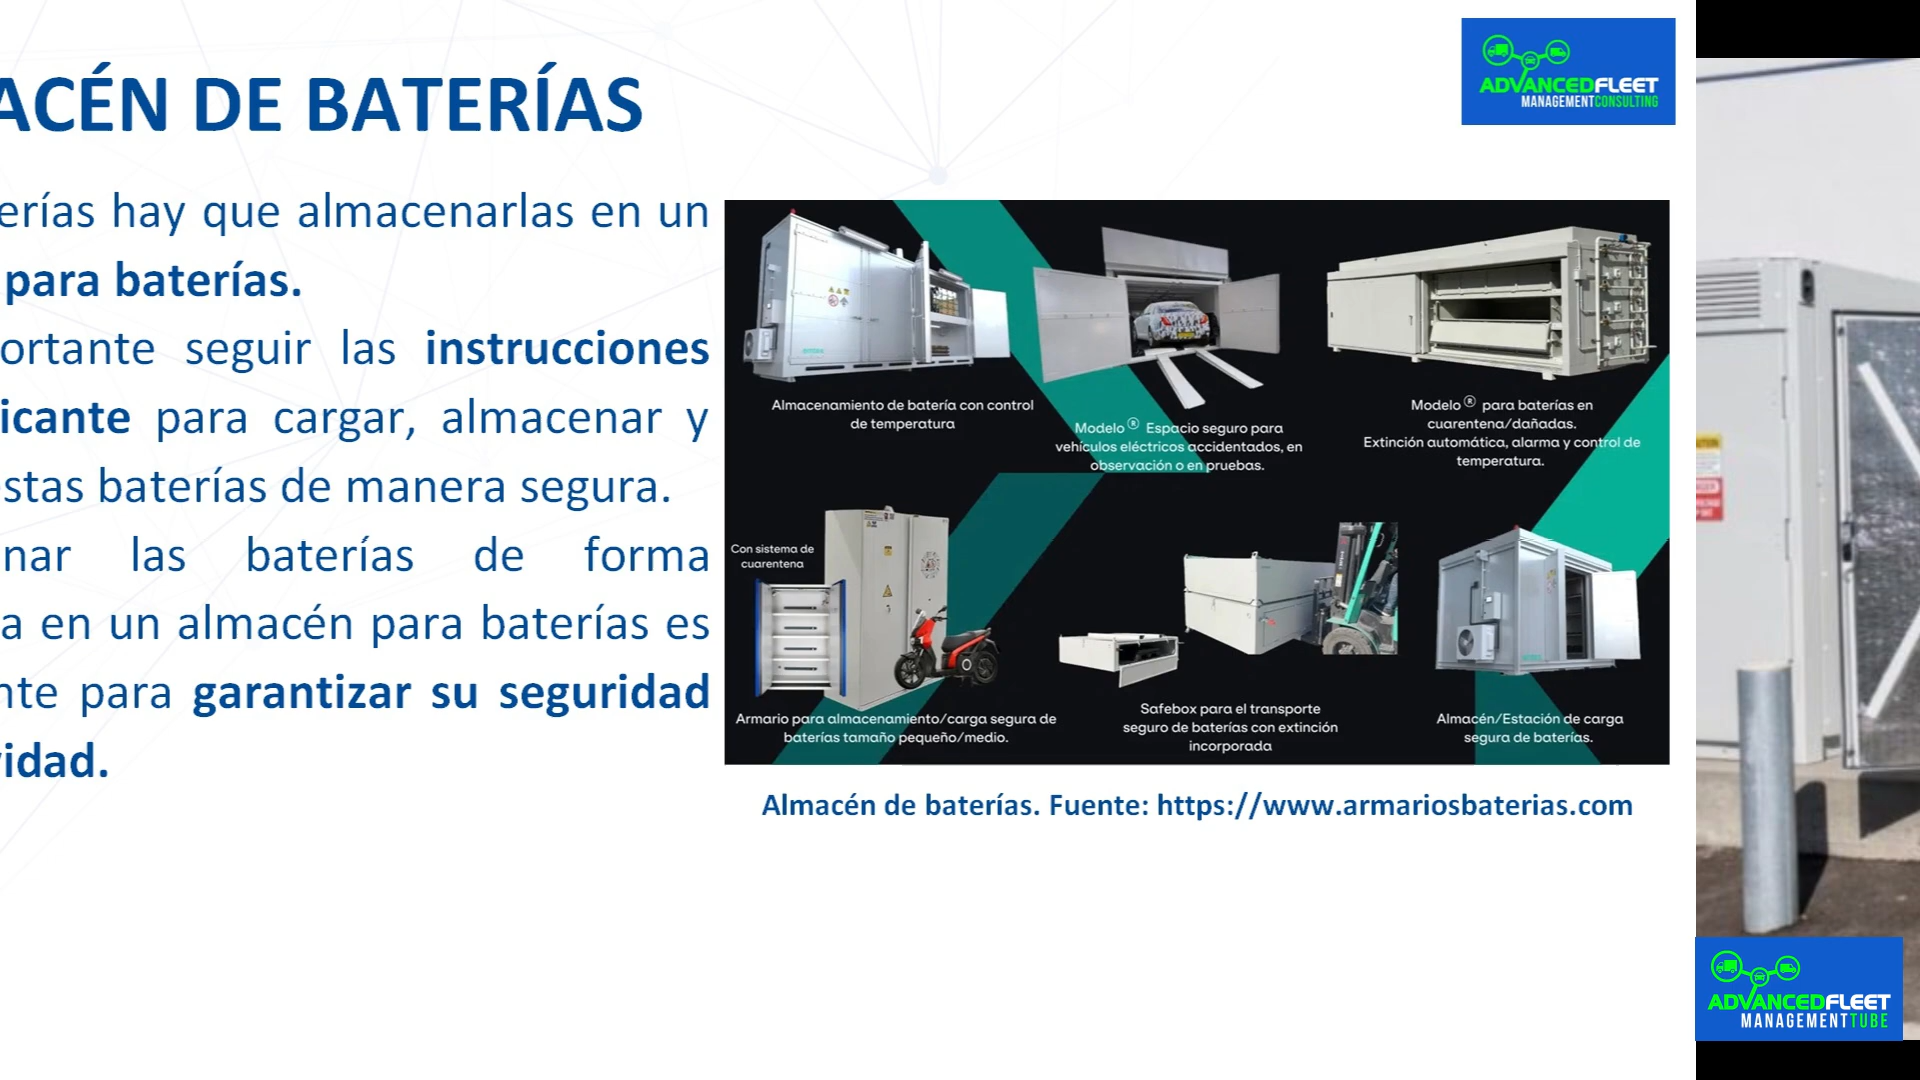 ACÉN DE BATERÍAS
erías hay que almacenarlas en un
para baterías.
ortante seguir las instrucciones
icante para cargar, almacenar y
stas baterías de manera segura.
nar las baterías de forma
a en un almacén para baterías es
nte para garantizar su seguridad
idad.
ADVANCEDFLEET
MANAGEMENTCONSULTING
Almacenamiento de batería con control
de temperatura
Modelo ® Espacio seguro para
vehículos eléctricos accidentados, en
observación o en pruebas.
Modelo ® para baterías en
cuarentena/dañadas.
Extinción automática, alarma y control de
temperatura.
Con sistema de
cuarentena
Armario para almacenamiento/carga segura de
baterías tamaño pequeño/medio.
Safebox para el transporte
seguro de baterías con extinción
incorporada
Almacén/Estación de carga
segura de baterías.
Almacén de baterías. Fuente: https://www.armariosbaterias.com
ADVANCEDFLEET
MANAGEMENTTUBE